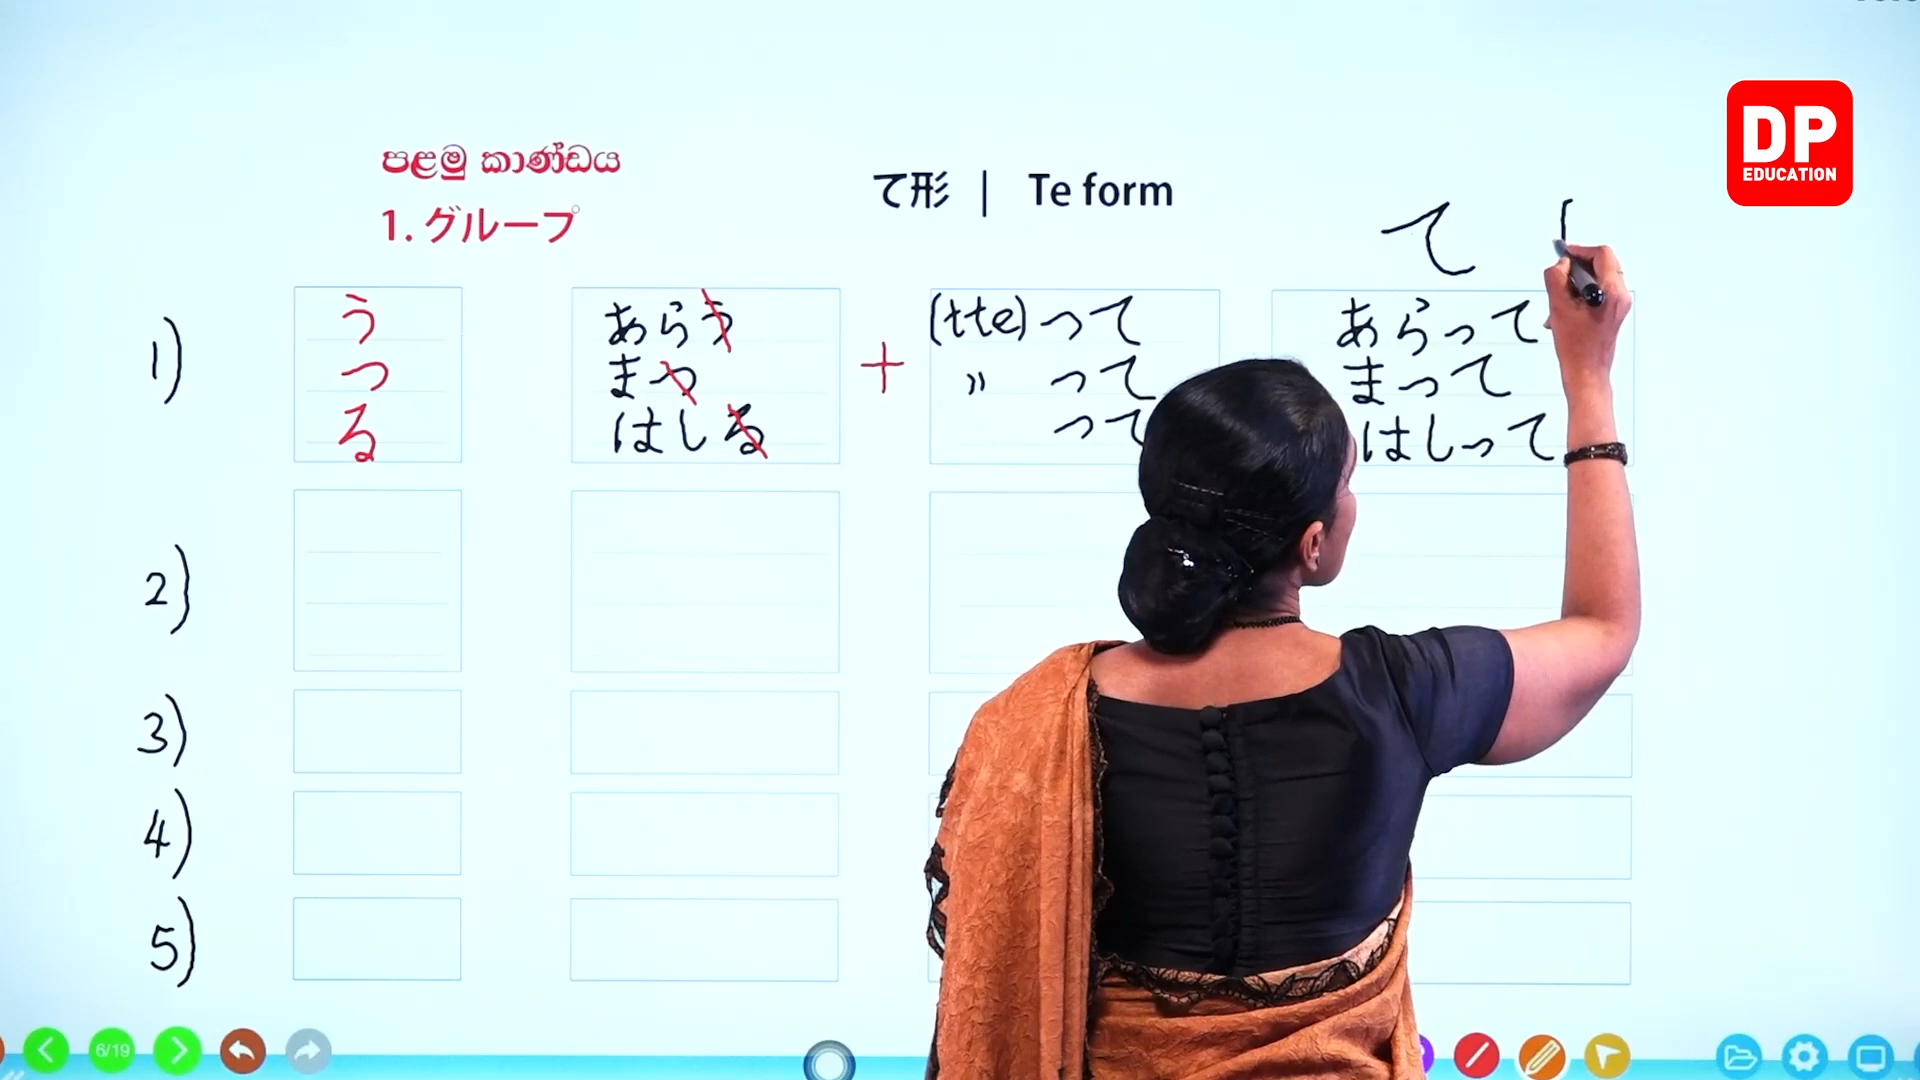 DP
EDUCATION
පළමු කාණ්ඩය
1. グループ
て形 | Te form
て
1)
う
つ
る
あらう
まつ
はしる
+
(tte) って
〃 って
って
あらって
まって
はしって
2)
3)
4)
5)
6/19